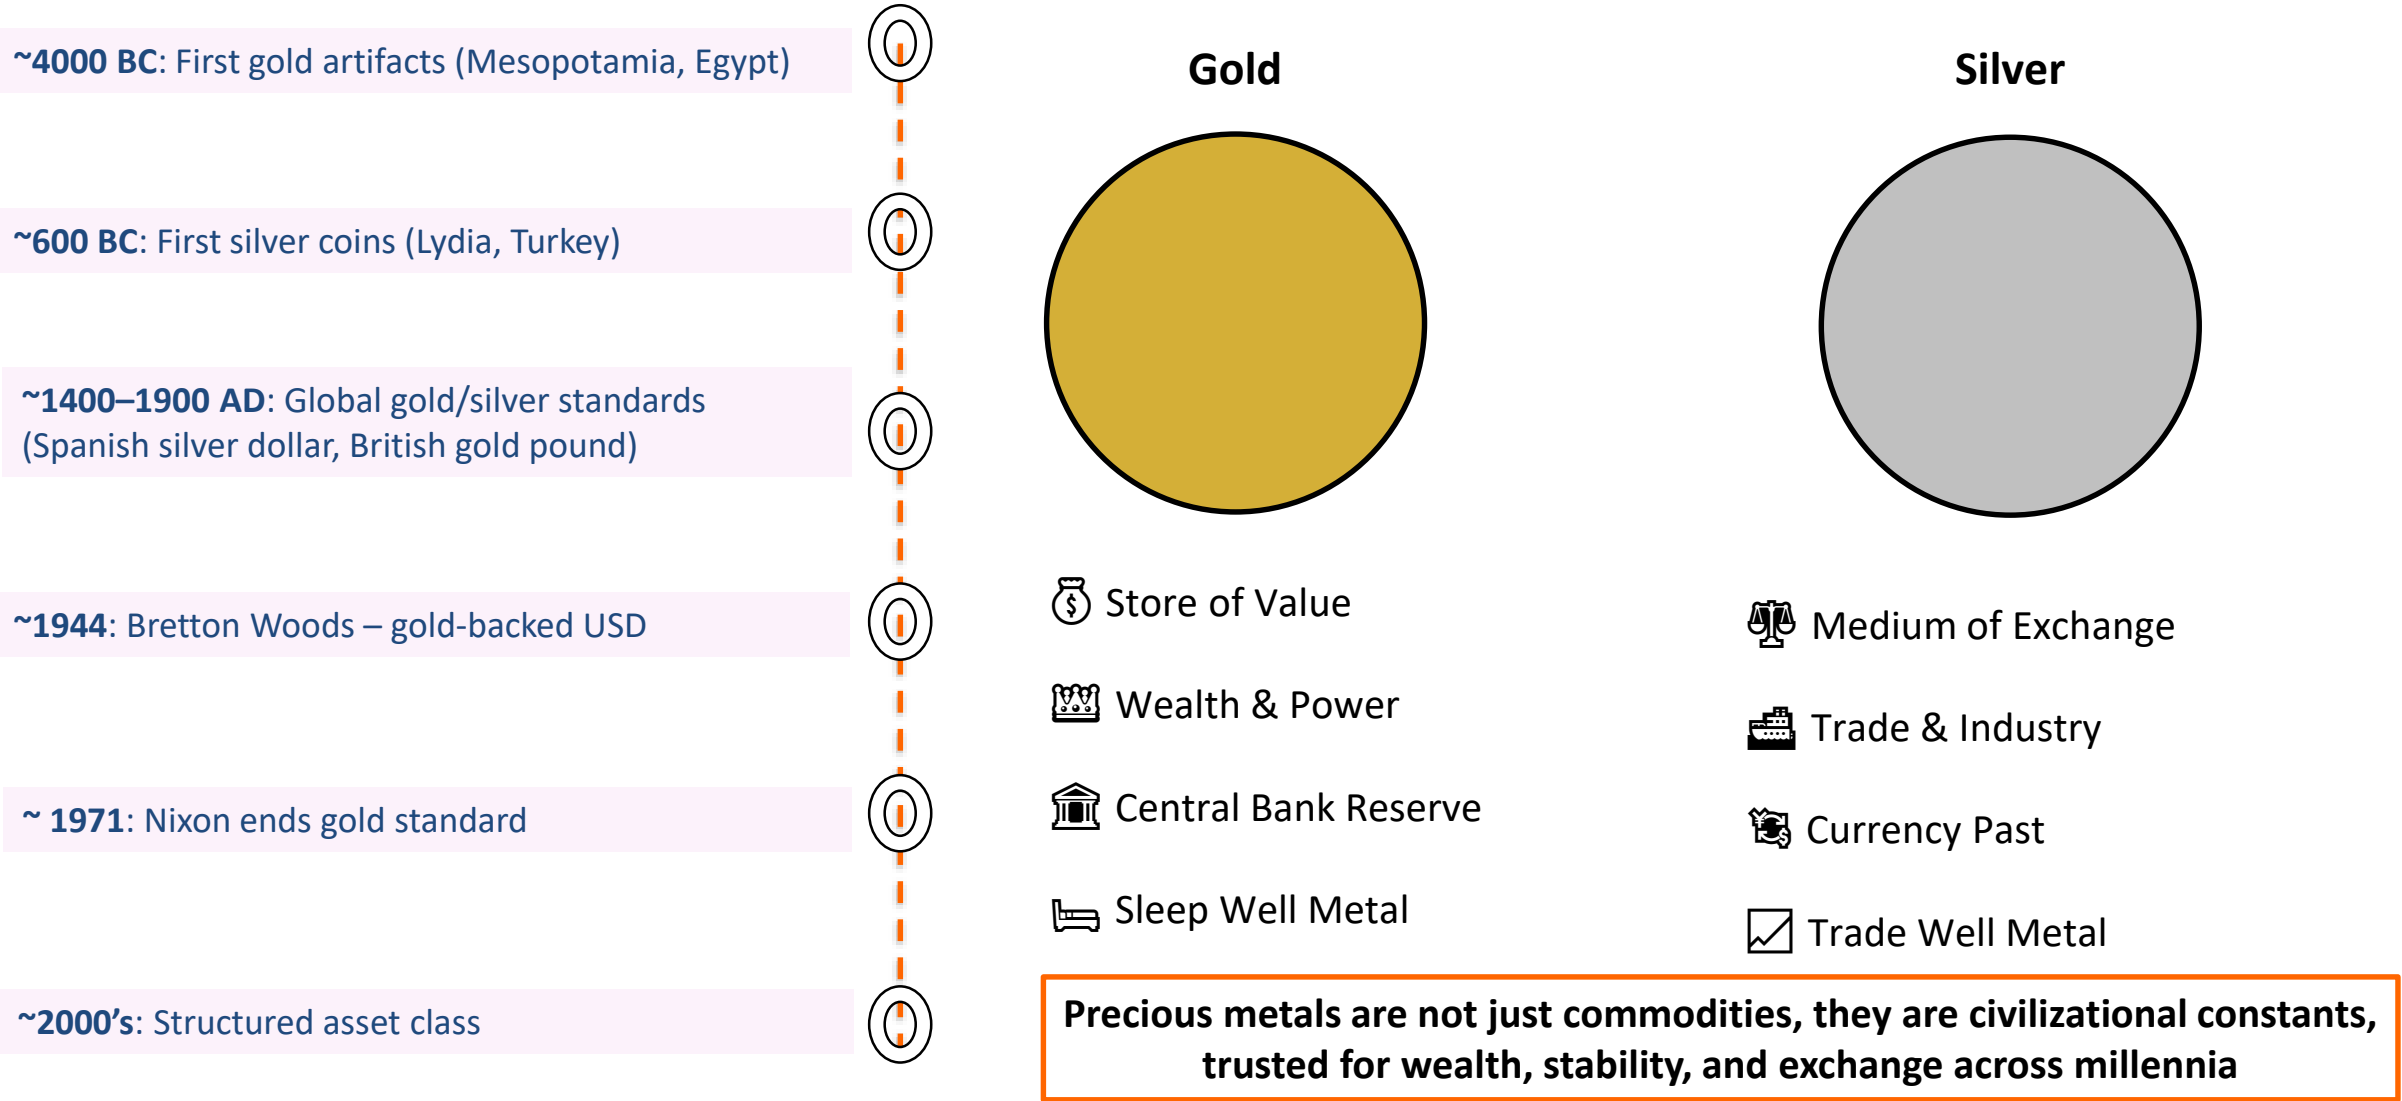 ~4000 BC: First gold artifacts (Mesopotamia, Egypt)
~600 BC: First silver coins (Lydia, Turkey)
~1400–1900 AD: Global gold/silver standards
(Spanish silver dollar, British gold pound)
~1944: Bretton Woods – gold-backed USD
~ 1971: Nixon ends gold standard
~2000’s: Structured asset class
Gold
Store of Value
Wealth & Power
Central Bank Reserve
Sleep Well Metal
Silver
Medium of Exchange
Trade & Industry
Currency Past
Trade Well Metal
Precious metals are not just commodities, they are civilizational constants,
trusted for wealth, stability, and exchange across millennia